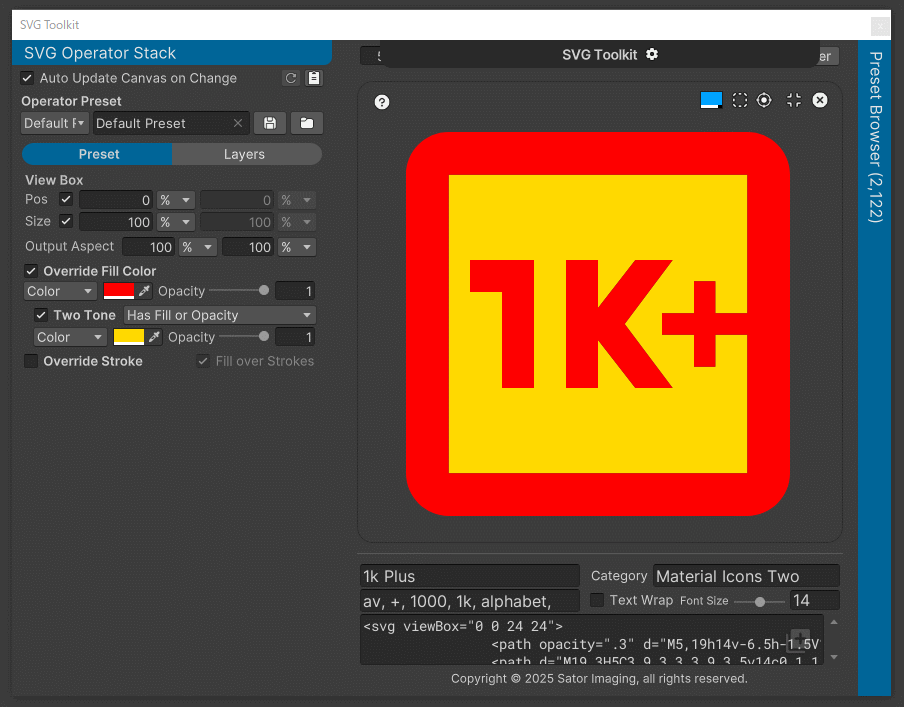 SVG Toolkit
SVG Operator Stack
SVG Toolkit
er
Auto Update Canvas on Change
Operator Preset
Default F
Default Preset
Preset Layers
View Box
Pos 0 % 0 %
Size 100 % 100 %
Output Aspect 100 % 100 %
Override Fill Color
Color Opacity 1
Two Tone Has Fill or Opacity
Color Opacity 1
Override Stroke Fill over Strokes
?
1K+
Preset Browser (2,122)
1k Plus Category Material Icons Two
av, +, 1000, 1k, alphabet, Text Wrap Font Size 14
<svg viewBox="0 0 24 24">
<path opacity=".3" d="M5,19h14v-6.5h-1.5V
<path d="M19,3H5C3.9,3,3,3.9,3,5v14c0,1.1
Copyright © 2025 Sator Imaging, all rights reserved.